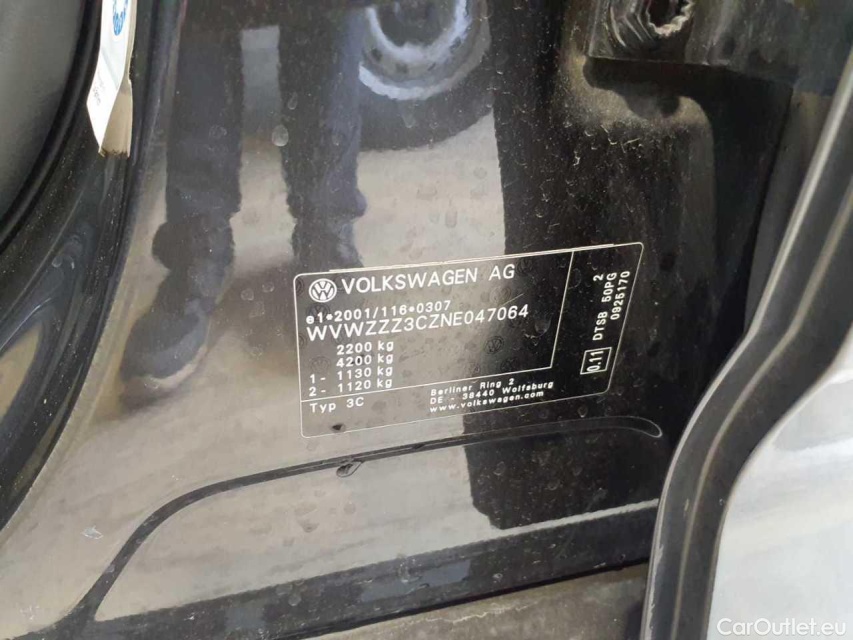 VOLKSWAGEN AG
e1*2001/116*0307
WVWZZZ3CZNE047064
2200 kg
4200 kg
1- 1130 kg
2- 1120 kg
Typ 3C
Berliner Ring 2
DE - 38440 Wolfsburg
www.volkswagen.com
0.11
DTSB 50PG 2
0925170
CarOutlet.eu